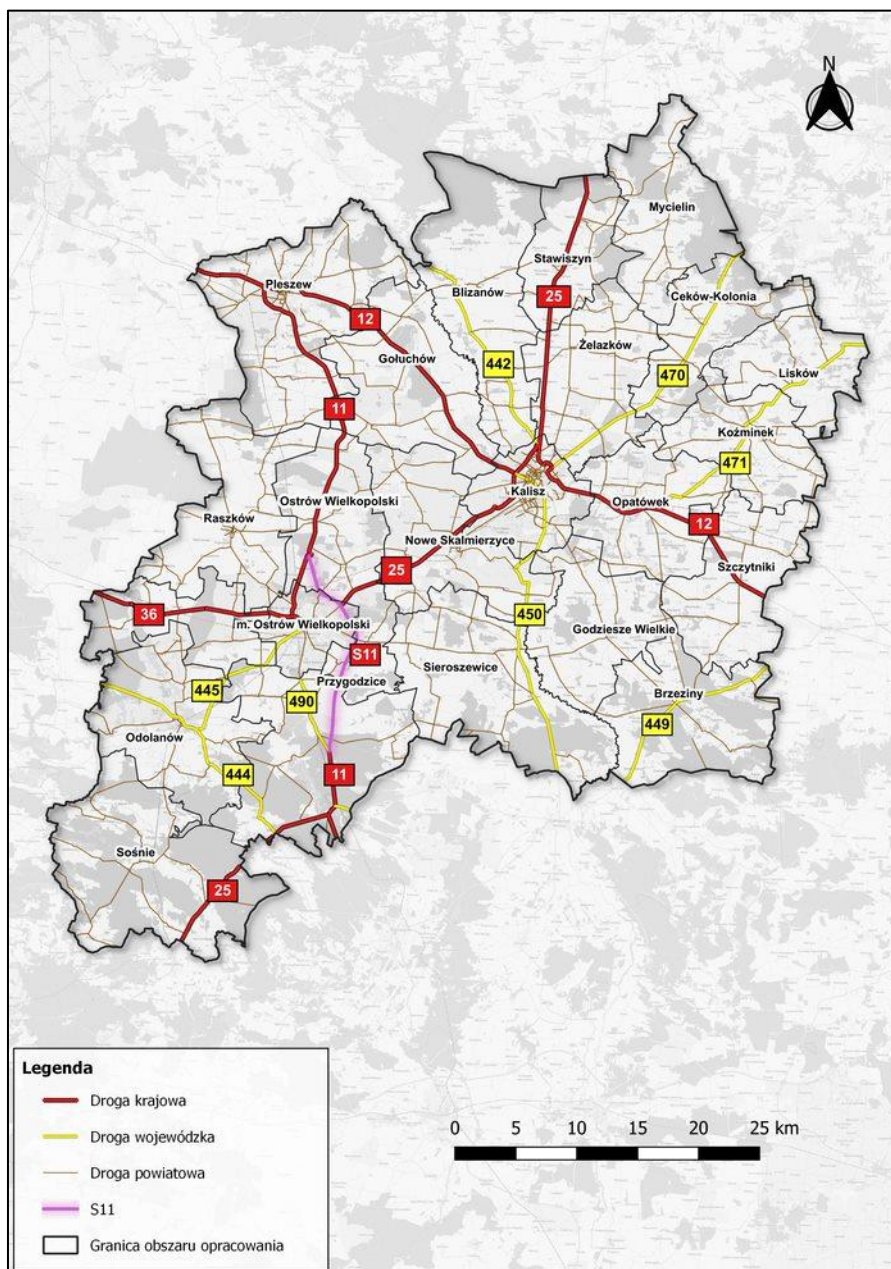 N
Mycielin
Stawiszyn
Pleszew
Blizanów
25
Ceków-Kolonia
12
Żelazków
Gołuchów
442
470
Lisków
11
Koźminek
471
Kalisz
Ostrów Wielkopolski
Opatówek
Raszków
12
Nowe Skalmierzyce
Szczytniki
25
36
450
m. Ostrów Wielkopolski
Godziesze Wielkie
S11
Sieroszewice
Przygodzice
445
490
Brzeziny
449
Odolanów
444
11
Sośnie
25
Legenda
Droga krajowa
Droga wojewódzka
Droga powiatowa
S11
Granica obszaru opracowania
0 5 10 15 20 25 km